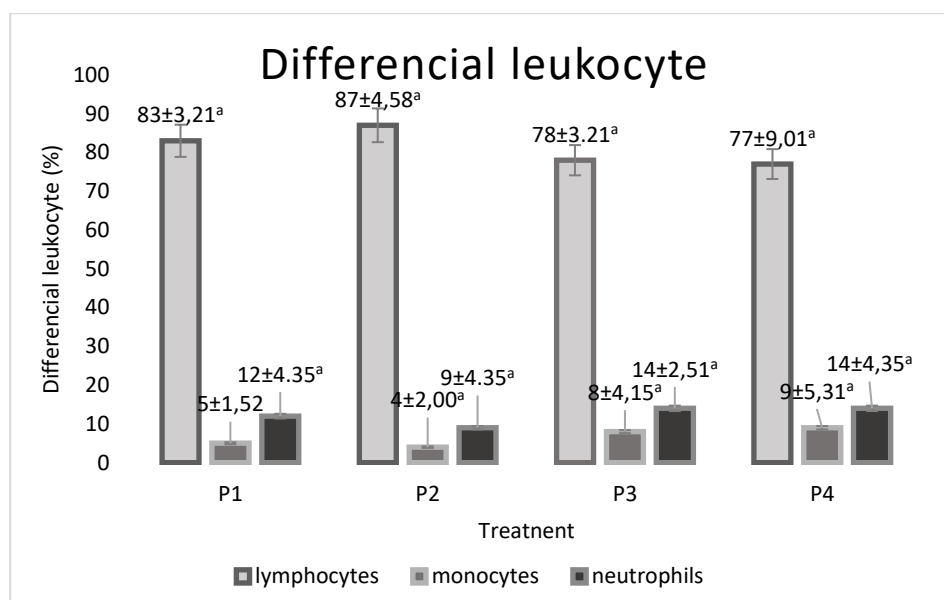 Differencial leukocyte
Differencial leukocyte (%)
100
90
80
70
60
50
40
30
20
10
0
83±3,21ᵃ
5±1,52
12±4.35ᵃ
87±4,58ᵃ
4±2,00ᵃ
9±4.35ᵃ
78±3.21ᵃ
8±4,15ᵃ
14±2,51ᵃ
77±9,01ᵃ
9±5,31ᵃ
14±4,35ᵃ
P1 P2 P3 P4
Treatnent
lymphocytes monocytes neutrophils